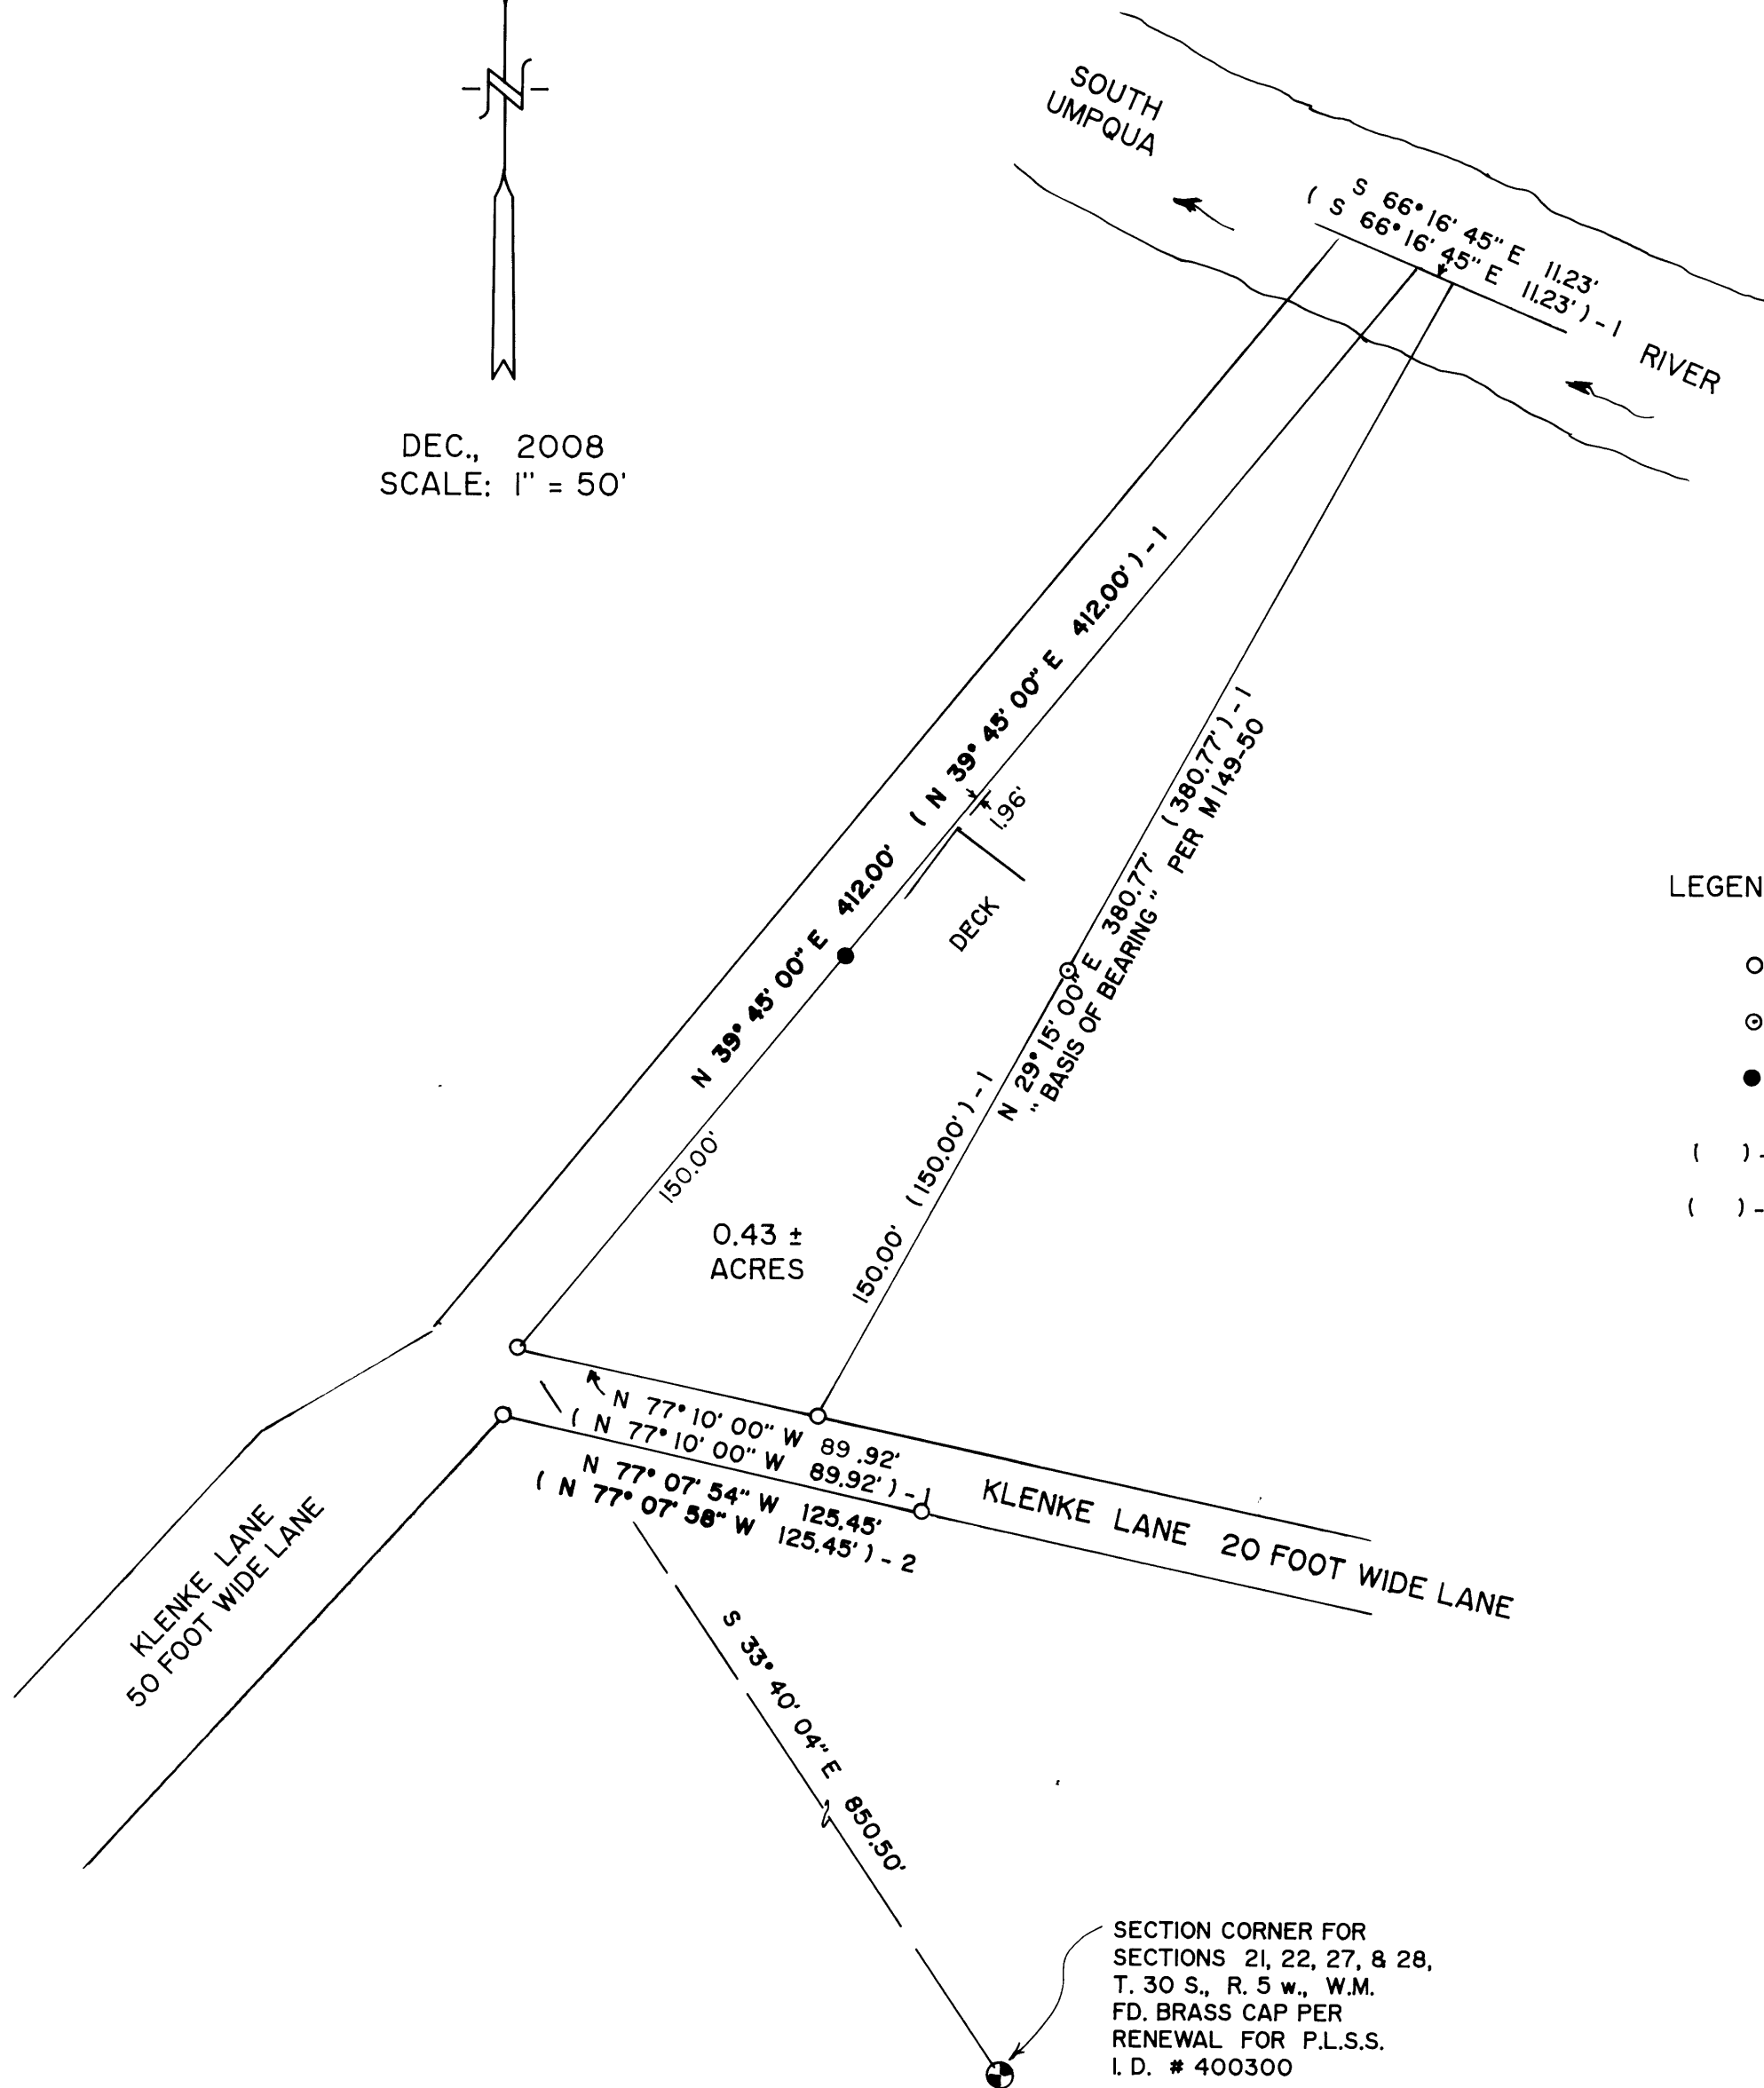 N
DEC., 2008
SCALE: 1" = 50'
SOUTH
UMPQUA
S 66° 16' 45" E 11.23'
( S 66° 16' 45" E 11.23' ) - 1
RIVER
N 39° 45' 00" E 412.00' ( N 39° 45' 00" E 412.00' ) - 1
1.96'
DECK
N 29° 15' 00" E 380.77' ( 380.77' ) - 1
" BASIS OF BEARING " PER M149-50
LEGEN
( ) -
( ) -
150.00'
150.00' ( 150.00' ) - 1
0.43 ±
ACRES
N 77° 10' 00" W 89.92'
( N 77° 10' 00" W 89.92' ) - 1
N 77° 07' 54" W 125.45'
( N 77° 07' 58" W 125.45' ) - 2
KLENKE LANE 20 FOOT WIDE LANE
KLENKE LANE
50 FOOT WIDE LANE
S 33° 40' 04" E 850.50'
SECTION CORNER FOR
SECTIONS 21, 22, 27, & 28,
T. 30 S., R. 5 w., W.M.
FD. BRASS CAP PER
RENEWAL FOR P.L.S.S.
I. D. # 400300